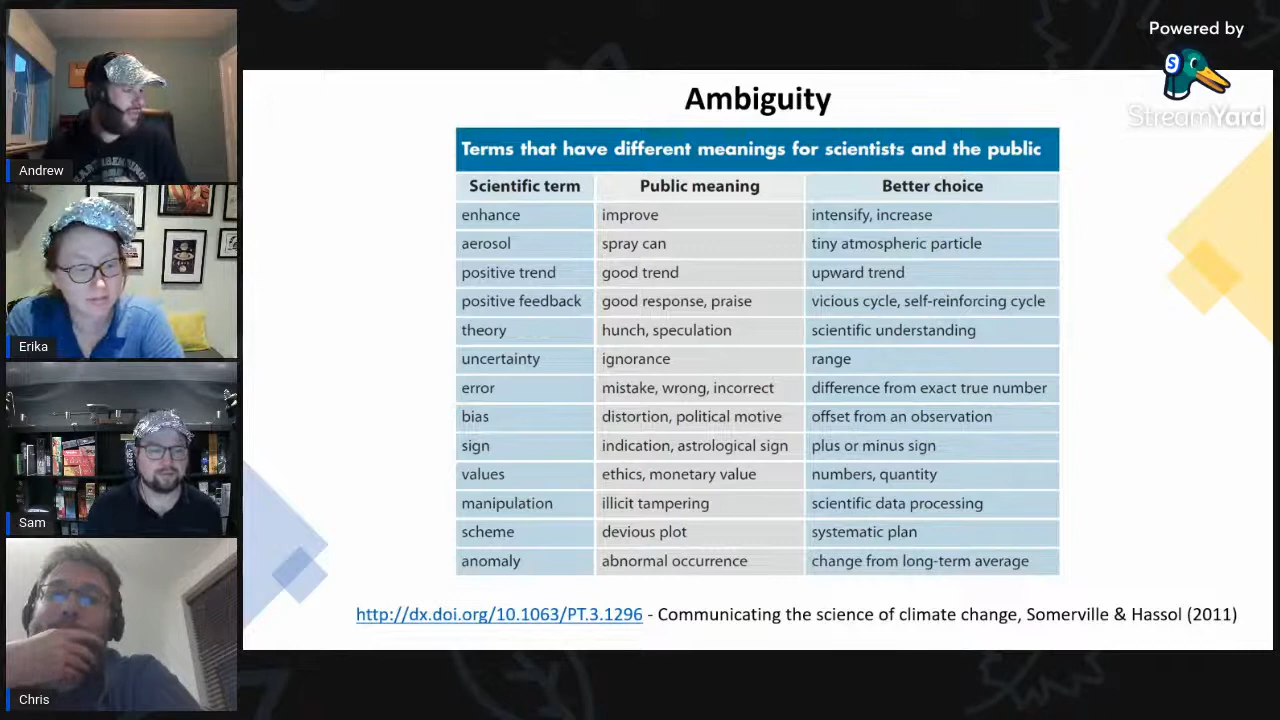 Powered by
StreamYard
Andrew
Erika
Sam
Chris
Ambiguity
Terms that have different meanings for scientists and the public
Scientific term Public meaning Better choice
enhance improve intensify, increase
aerosol spray can tiny atmospheric particle
positive trend good trend upward trend
positive feedback good response, praise vicious cycle, self-reinforcing cycle
theory hunch, speculation scientific understanding
uncertainty ignorance range
error mistake, wrong, incorrect difference from exact true number
bias distortion, political motive offset from an observation
sign indication, astrological sign plus or minus sign
values ethics, monetary value numbers, quantity
manipulation illicit tampering scientific data processing
scheme devious plot systematic plan
anomaly abnormal occurrence change from long-term average
http://dx.doi.org/10.1063/PT.3.1296 - Communicating the science of climate change, Somerville & Hassol (2011)